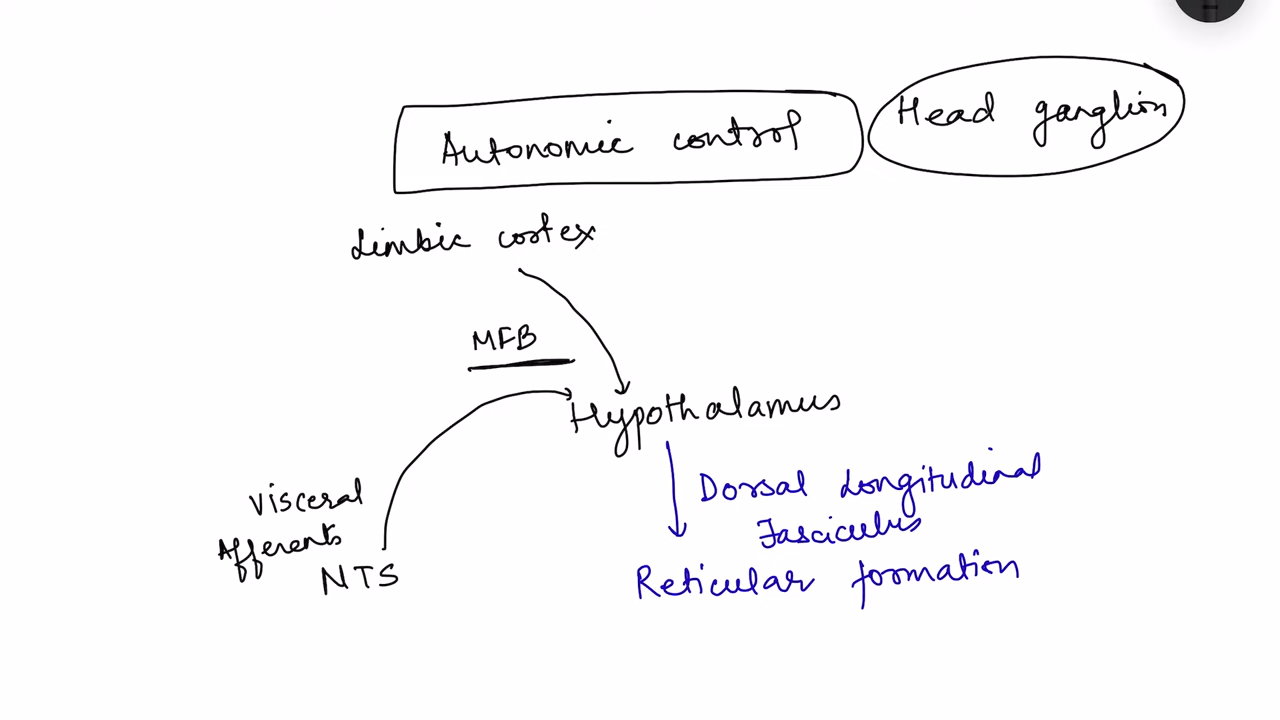 Autonomic control
Head ganglion
Limbic cortex
MFB
Hypothalamus
Visceral
Afferents
NTS
Dorsal Longitudinal
Fasciculus
Reticular formation